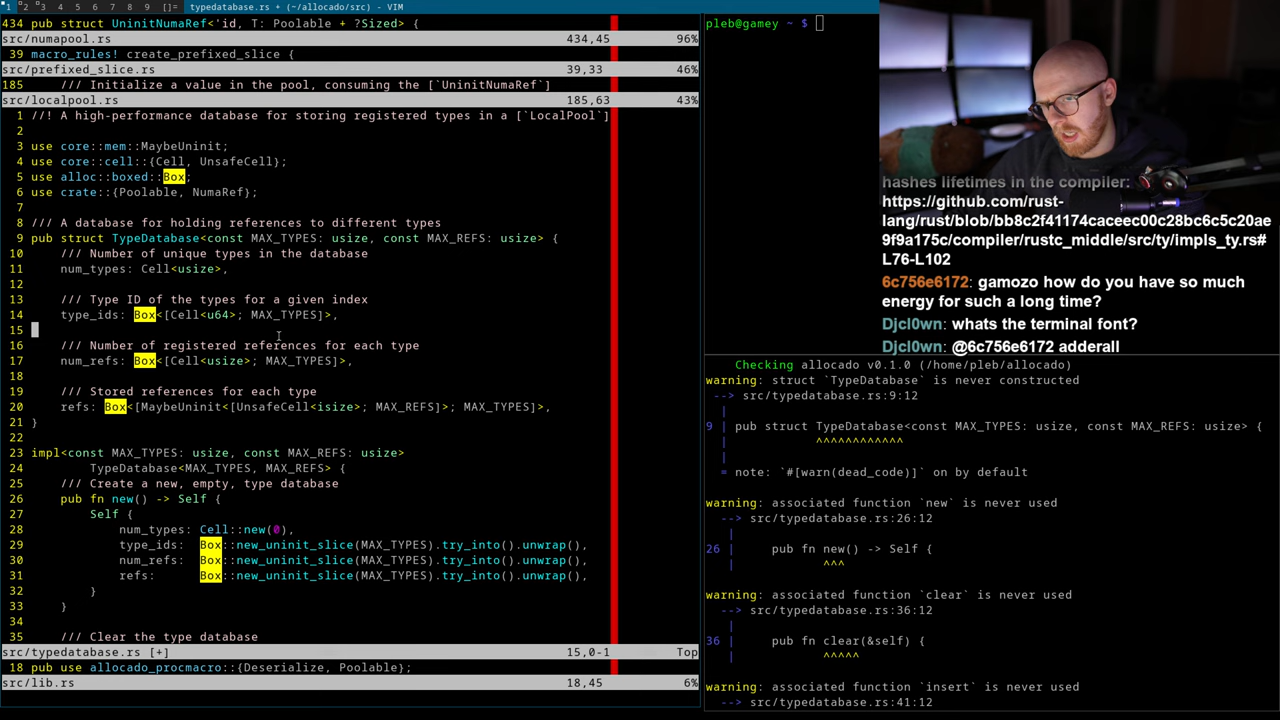 1 2 3 4 5 6 7 8 9 []= typedatabase.rs + (~/allocado/src) - VIM
434 pub struct UninitNumaRef<'id, T: Poolable + ?Sized> {
src/numapool.rs 434,45 96%
39 macro_rules! create_prefixed_slice {
src/prefixed_slice.rs 39,33 46%
185 /// Initialize a value in the pool, consuming the [`UninitNumaRef`]
src/localpool.rs 185,63 43%
1 //! A high-performance database for storing registered types in a [`LocalPool`]
2
3 use core::mem::MaybeUninit;
4 use core::cell::{Cell, UnsafeCell};
5 use alloc::boxed::Box;
6 use crate::{Poolable, NumaRef};
7
8 /// A database for holding references to different types
9 pub struct TypeDatabase<const MAX_TYPES: usize, const MAX_REFS: usize> {
10 /// Number of unique types in the database
11 num_types: Cell<usize>,
12
13 /// Type ID of the types for a given index
14 type_ids: Box<[Cell<u64>; MAX_TYPES]>,
15
16 /// Number of registered references for each type
17 num_refs: Box<[Cell<usize>; MAX_TYPES]>,
18
19 /// Stored references for each type
20 refs: Box<[MaybeUninit<[UnsafeCell<isize>; MAX_REFS]>; MAX_TYPES]>,
21 }
22
23 impl<const MAX_TYPES: usize, const MAX_REFS: usize>
24 TypeDatabase<MAX_TYPES, MAX_REFS> {
25 /// Create a new, empty, type database
26 pub fn new() -> Self {
27 Self {
28 num_types: Cell::new(0),
29 type_ids: Box::new_uninit_slice(MAX_TYPES).try_into().unwrap(),
30 num_refs: Box::new_uninit_slice(MAX_TYPES).try_into().unwrap(),
31 refs: Box::new_uninit_slice(MAX_TYPES).try_into().unwrap(),
32 }
33 }
34
35 /// Clear the type database
src/typedatabase.rs [+] 15,0-1 Top
18 pub use allocado_procmacro::{Deserialize, Poolable};
src/lib.rs 18,45 6%
pleb@gamey ~ $
hashes lifetimes in the compiler:
https://github.com/rust-
lang/rust/blob/bb8c2f41174caceec00c28bc6c5c20ae
9f9a175c/compiler/rustc_middle/src/ty/impls_ty.rs#
L76-L102
6c756e6172: gamozo how do you have so much
energy for such a long time?
Djcl0wn: whats the terminal font?
Djcl0wn: @6c756e6172 adderall
Checking allocado v0.1.0 (/home/pleb/allocado)
warning: struct `TypeDatabase` is never constructed
--> src/typedatabase.rs:9:12
|
9 | pub struct TypeDatabase<const MAX_TYPES: usize, const MAX_REFS: usize> {
| ^^^^^^^^^^^^
|
= note: `#[warn(dead_code)]` on by default
warning: associated function `new` is never used
--> src/typedatabase.rs:26:12
|
26 | pub fn new() -> Self {
| ^^^
warning: associated function `clear` is never used
--> src/typedatabase.rs:36:12
|
36 | pub fn clear(&self) {
| ^^^^^
warning: associated function `insert` is never used
--> src/typedatabase.rs:41:12